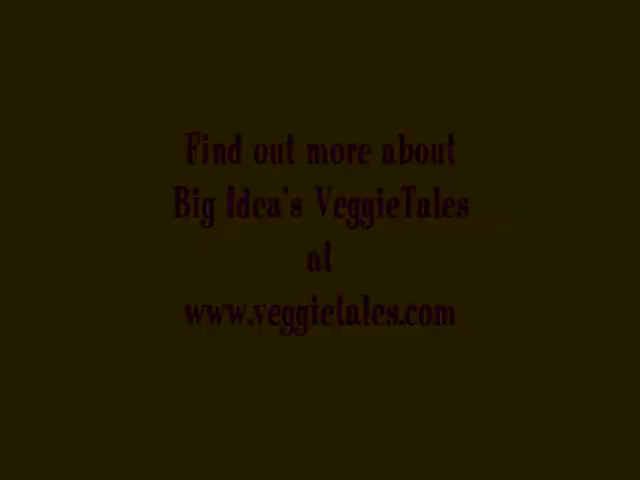 Find out more about
Big Idea's VeggieTales
at
www.veggietales.com